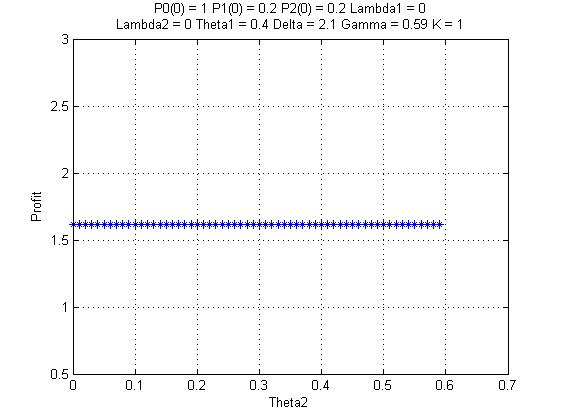 P0(0) = 1 P1(0) = 0.2 P2(0) = 0.2 Lambda1 = 0
Lambda2 = 0 Theta1 = 0.4 Delta = 2.1 Gamma = 0.59 K = 1
3
2.5
2
1.5
1
0.5
Profit
0 0.1 0.2 0.3 0.4 0.5 0.6 0.7
Theta2